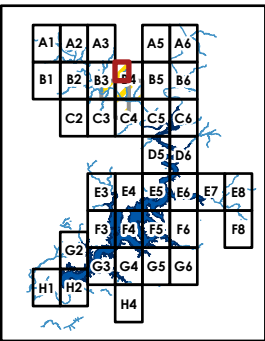 A1 A2 A3 A5 A6
B1 B2 B3 B4 B5 B6
C2 C3 C4 C5 C6
D5 D6
E3 E4 E5 E6 E7 E8
F3 F4 F5 F6 F8
G2
G3 G4 G5 G6
H1 H2
H4